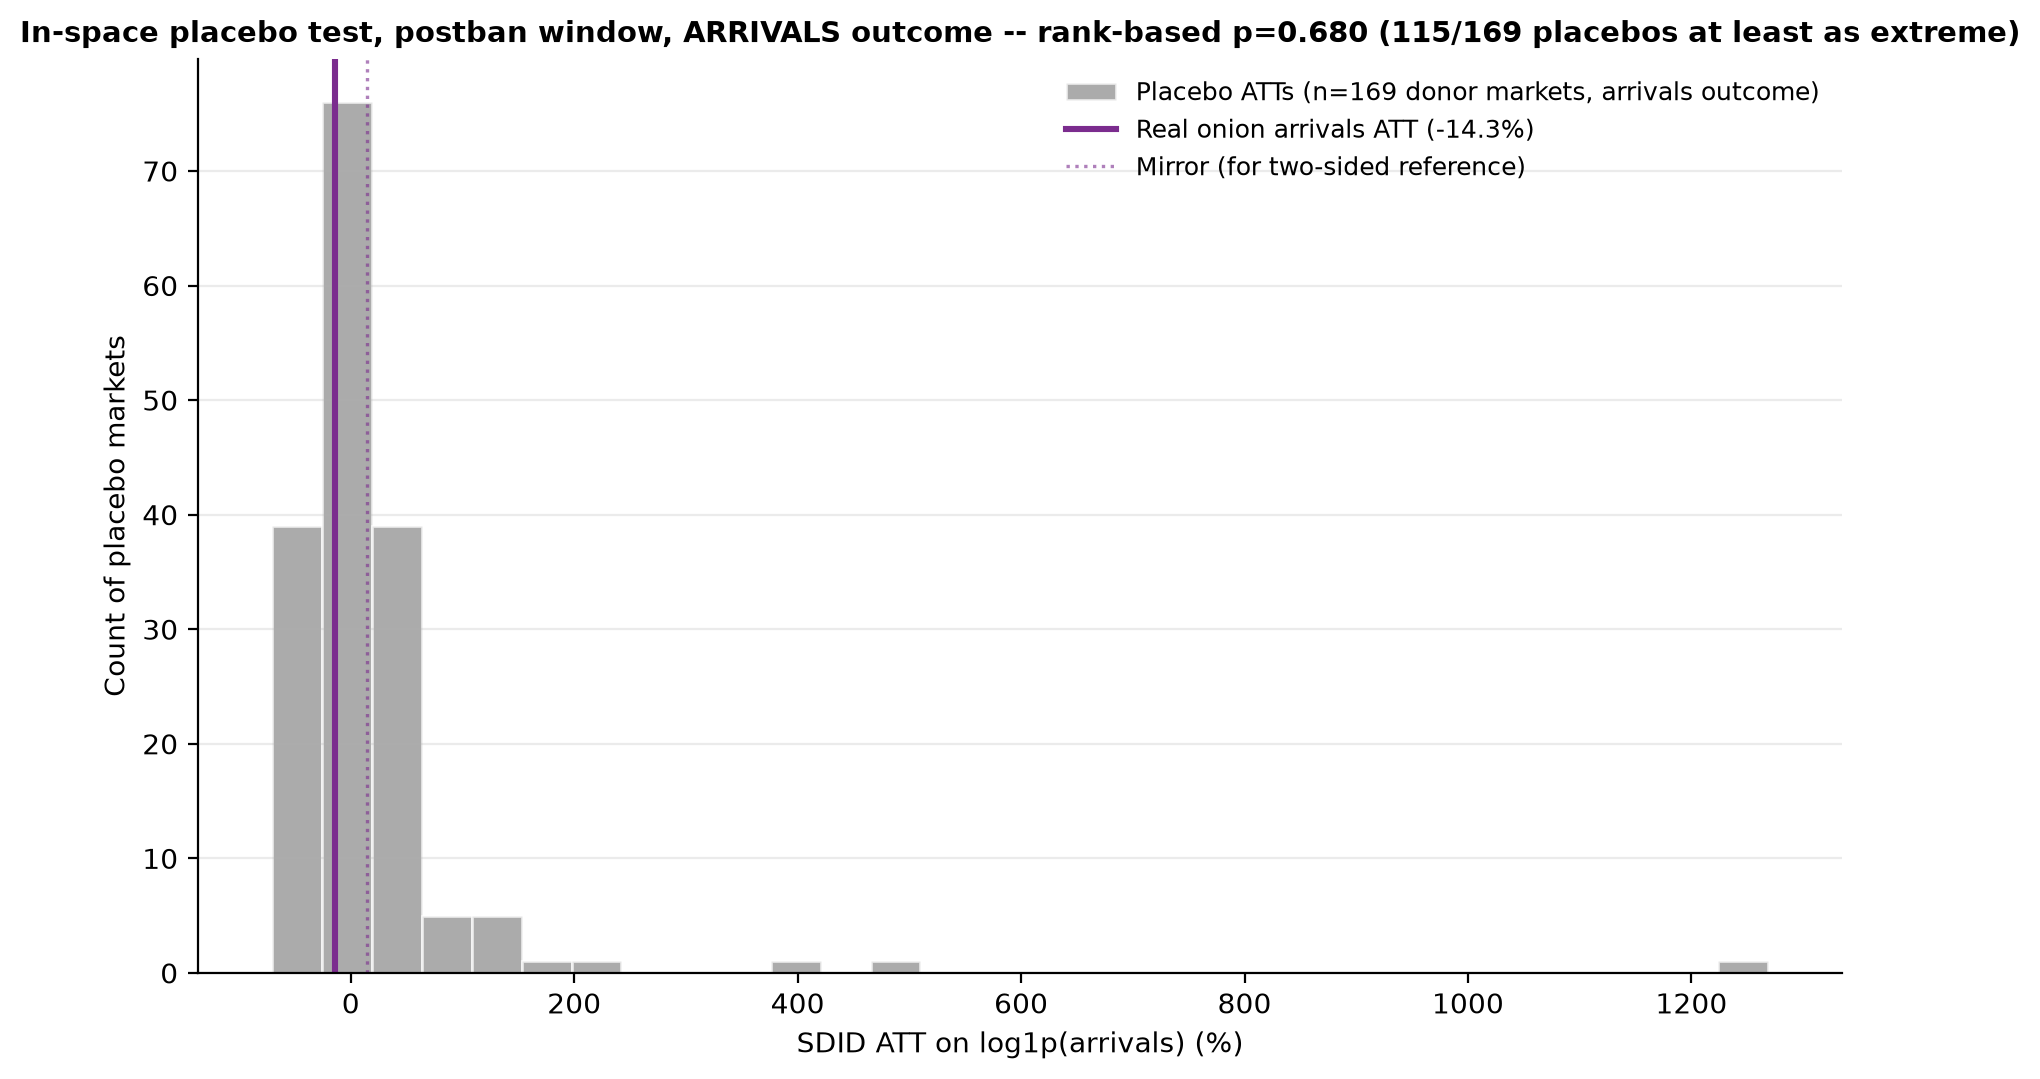 In-space placebo test, postban window, ARRIVALS outcome -- rank-based p=0.680 (115/169 placebos at least as extreme)
Placebo ATTs (n=169 donor markets, arrivals outcome)
Real onion arrivals ATT (-14.3%)
Mirror (for two-sided reference)
Count of placebo markets
70
60
50
40
30
20
10
0
0 200 400 600 800 1000 1200
SDID ATT on log1p(arrivals) (%)